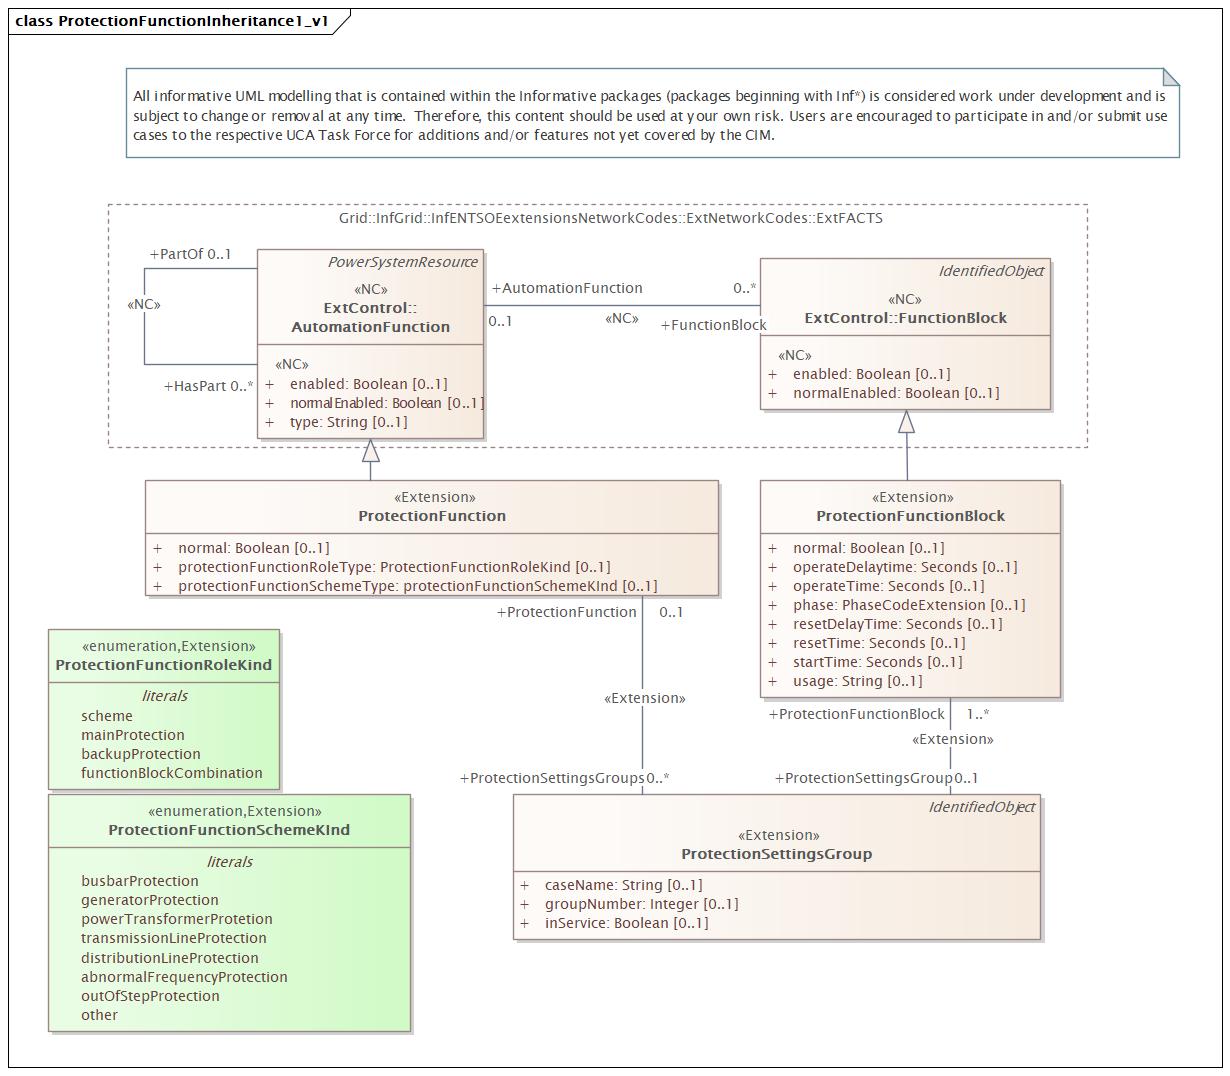 class ProtectionFunctionInheritance1_v1
All informative UML modelling that is contained within the Informative packages (packages beginning with Inf*) is considered work under development and is
subject to change or removal at any time.  Therefore, this content should be used at your own risk. Users are encouraged to participate in and/or submit use
cases to the respective UCA Task Force for additions and/or features not yet covered by the CIM.
Grid::InfGrid::InfENTSOEextensionsNetworkCodes::ExtNetworkCodes::ExtFACTS
+PartOf 0..1
«NC»
+HasPart 0..*
PowerSystemResource
«NC»
ExtControl::
AutomationFunction
«NC»
+ enabled: Boolean [0..1]
+ normalEnabled: Boolean [0..1]
+ type: String [0..1]
+AutomationFunction
0..1
«NC»
0..*
+FunctionBlock
IdentifiedObject
«NC»
ExtControl::FunctionBlock
«NC»
+ enabled: Boolean [0..1]
+ normalEnabled: Boolean [0..1]
«Extension»
ProtectionFunction
+ normal: Boolean [0..1]
+ protectionFunctionRoleType: ProtectionFunctionRoleKind [0..1]
+ protectionFunctionSchemeType: protectionFunctionSchemeKInd [0..1]
«Extension»
ProtectionFunctionBlock
+ normal: Boolean [0..1]
+ operateDelaytime: Seconds [0..1]
+ operateTime: Seconds [0..1]
+ phase: PhaseCodeExtension [0..1]
+ resetDelayTime: Seconds [0..1]
+ resetTime: Seconds [0..1]
+ startTime: Seconds [0..1]
+ usage: String [0..1]
+ProtectionFunction 0..1
«Extension»
+ProtectionSettingsGroups 0..*
+ProtectionFunctionBlock 1..*
«Extension»
+ProtectionSettingsGroup 0..1
«enumeration,Extension»
ProtectionFunctionRoleKind
literals
scheme
mainProtection
backupProtection
functionBlockCombination
«enumeration,Extension»
ProtectionFunctionSchemeKInd
literals
busbarProtection
generatorProtection
powerTransformerProtetion
transmissionLineProtection
distributionLineProtection
abnormalFrequencyProtection
outOfStepProtection
other
IdentifiedObject
«Extension»
ProtectionSettingsGroup
+ caseName: String [0..1]
+ groupNumber: Integer [0..1]
+ inService: Boolean [0..1]